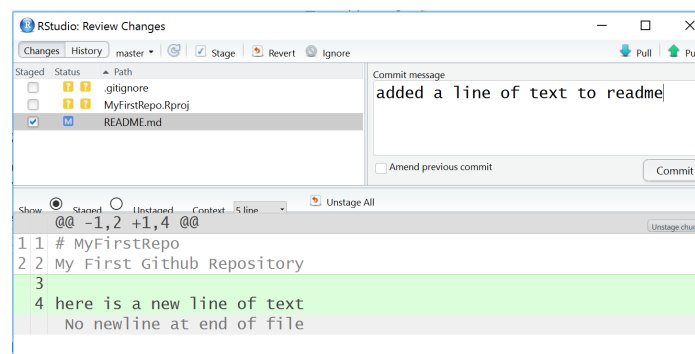 RStudio: Review Changes
Changes History master Stage Revert Ignore Pull Pu
Staged Status Path Commit message
? ? .gitignore
? ? MyFirstRepo.Rproj
M README.md
added a line of text to readme
Amend previous commit Commit
Show Staged Unstaged Context 5 line Unstage All
@@ -1,2 +1,4 @@ Unstage chun
1 1 # MyFirstRepo
2 2 My First Github Repository
3
4 here is a new line of text
No newline at end of file